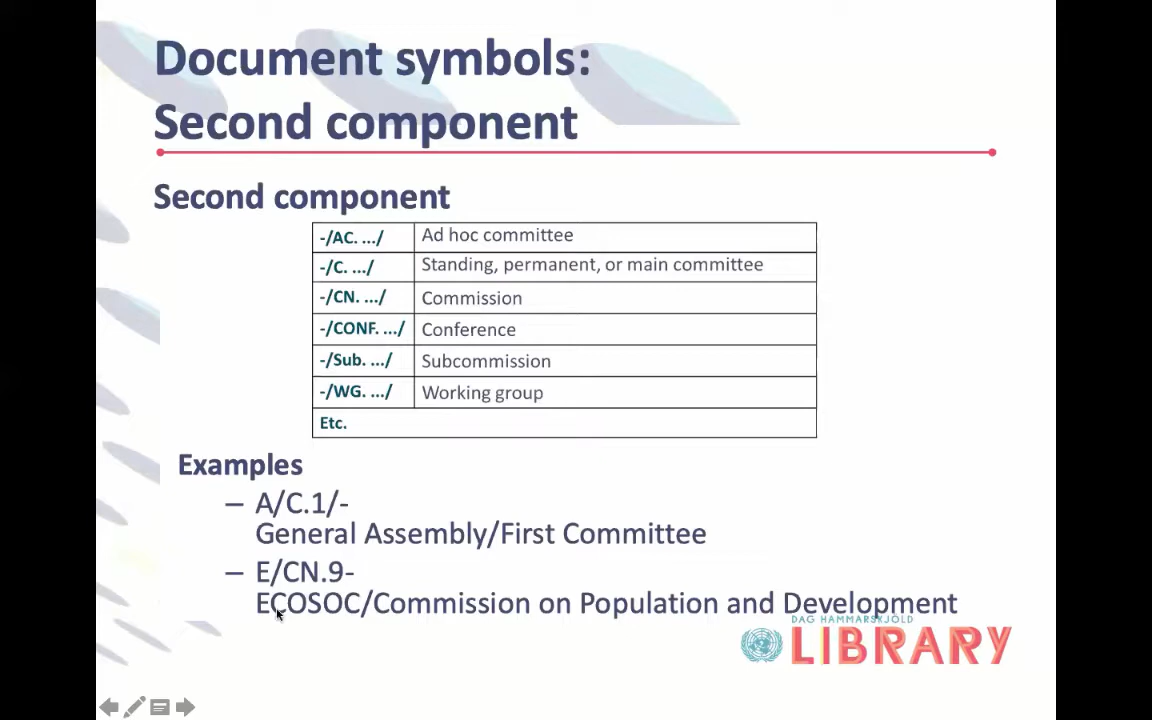 Document symbols:
Second component
Second component
-/AC. .../ Ad hoc committee
-/C. .../ Standing, permanent, or main committee
-/CN. .../ Commission
-/CONF. .../ Conference
-/Sub. .../ Subcommission
-/WG. .../ Working group
Etc.
Examples
– A/C.1/-
General Assembly/First Committee
– E/CN.9-
ECOSOC/Commission on Population and Development
DAG HAMMARSKJÖLD
LIBRARY